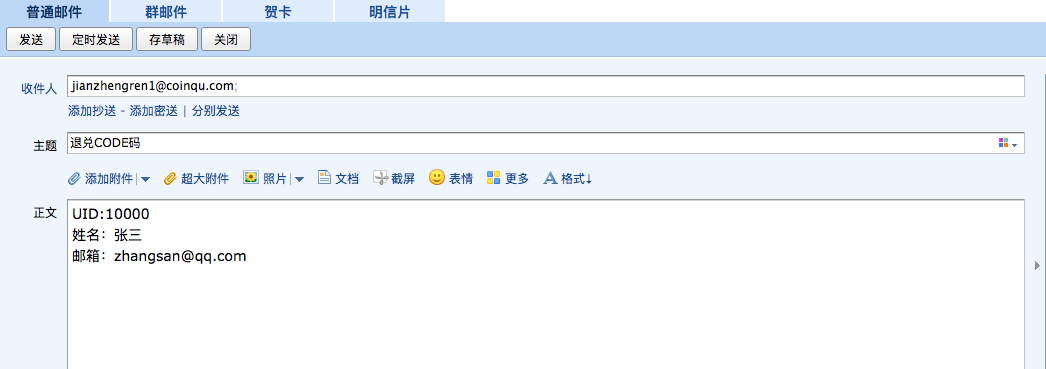 普通邮件 群邮件 贺卡 明信片
发送 定时发送 存草稿 关闭
收件人 jianzhengren1@coinqu.com;
添加抄送 - 添加密送 | 分别发送
主题 退兑CODE码
添加附件 | 超大附件 照片 | 文档 截屏 表情 更多 格式↓
正文 UID:10000
姓名：张三
邮箱：zhangsan@qq.com